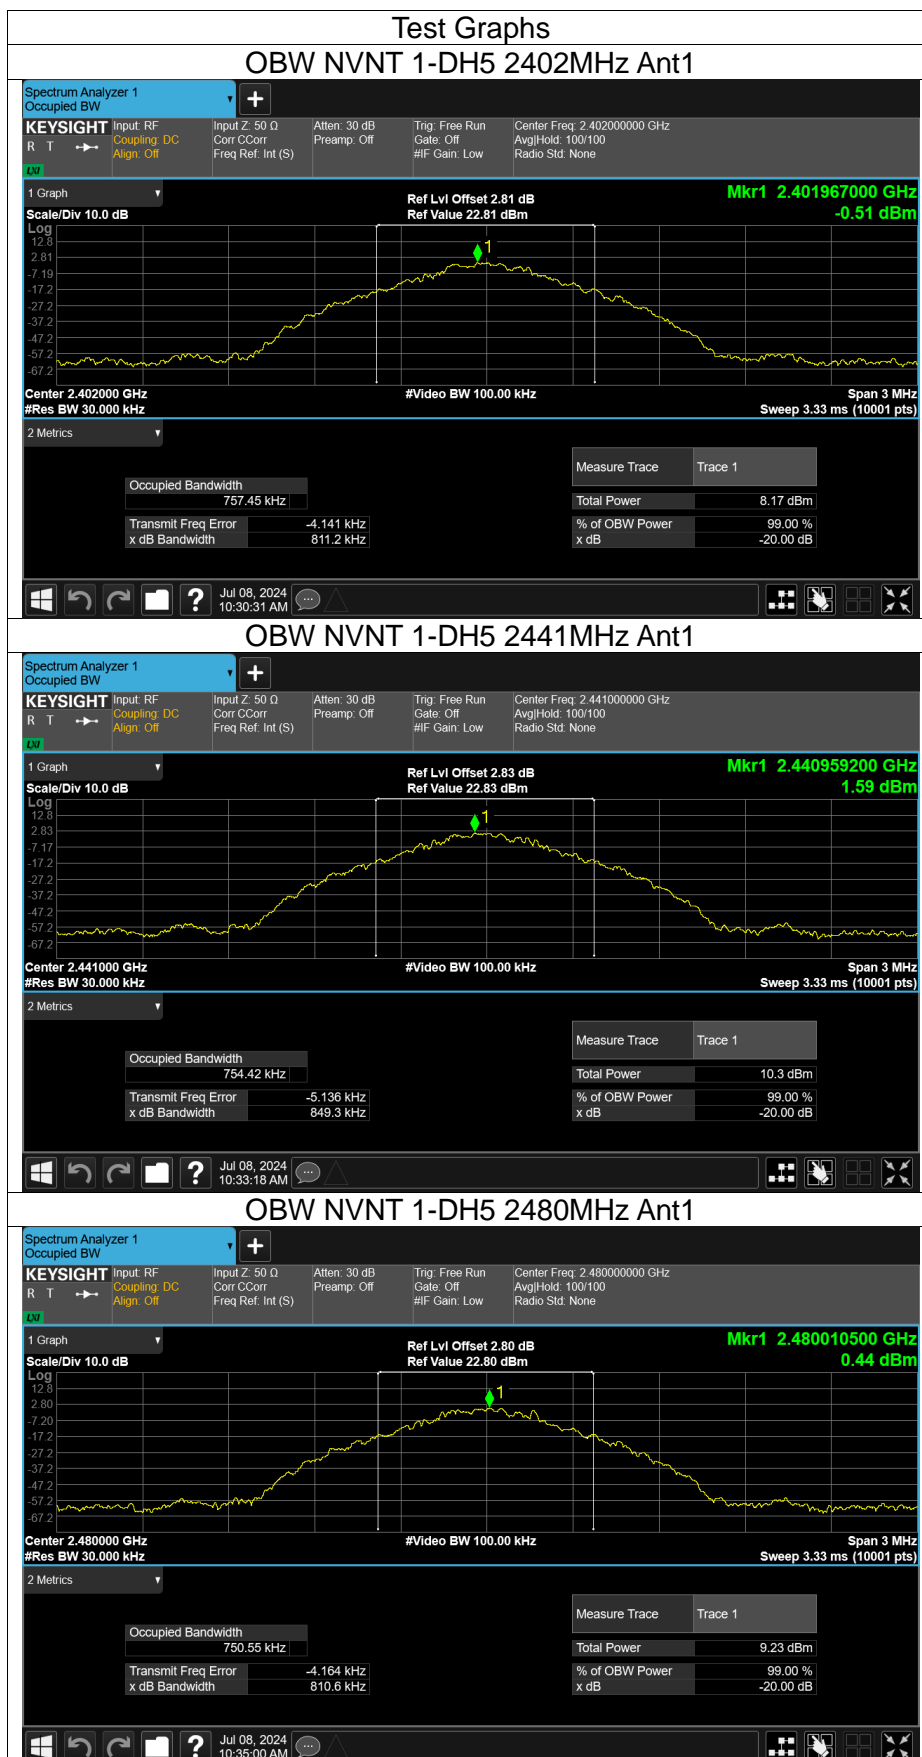 Test Graphs
OBW NVNT 1-DH5 2402MHz Ant1
Spectrum Analyzer 1
Occupied BW
+
KEYSIGHT Input: RF Input Z: 50 Ω Atten: 30 dB Trig: Free Run Center Freq: 2.402000000 GHz
R T Coupling: DC Corr CCorr Preamp: Off Gate: Off Avg|Hold: 100/100
Align: Off Freq Ref: Int (S) #IF Gain: Low Radio Std: None
LXI
1 Graph Ref Lvl Offset 2.81 dB Mkr1 2.401967000 GHz
Scale/Div 10.0 dB Ref Value 22.81 dBm -0.51 dBm
Log
1
12.8
2.81
-7.19
-17.2
-27.2
-37.2
-47.2
-57.2
-67.2
Center 2.402000 GHz #Video BW 100.00 kHz Span 3 MHz
#Res BW 30.000 kHz Sweep 3.33 ms (10001 pts)
2 Metrics
Measure Trace Trace 1
Occupied Bandwidth
757.45 kHz Total Power 8.17 dBm
Transmit Freq Error -4.141 kHz % of OBW Power 99.00 %
x dB Bandwidth 811.2 kHz x dB -20.00 dB
? Jul 08, 2024
10:30:31 AM
OBW NVNT 1-DH5 2441MHz Ant1
Spectrum Analyzer 1
Occupied BW
+
KEYSIGHT Input: RF Input Z: 50 Ω Atten: 30 dB Trig: Free Run Center Freq: 2.441000000 GHz
R T Coupling: DC Corr CCorr Preamp: Off Gate: Off Avg|Hold: 100/100
Align: Off Freq Ref: Int (S) #IF Gain: Low Radio Std: None
LXI
1 Graph Ref Lvl Offset 2.83 dB Mkr1 2.440959200 GHz
Scale/Div 10.0 dB Ref Value 22.83 dBm 1.59 dBm
Log
1
12.8
2.83
-7.17
-17.2
-27.2
-37.2
-47.2
-57.2
-67.2
Center 2.441000 GHz #Video BW 100.00 kHz Span 3 MHz
#Res BW 30.000 kHz Sweep 3.33 ms (10001 pts)
2 Metrics
Measure Trace Trace 1
Occupied Bandwidth
754.42 kHz Total Power 10.3 dBm
Transmit Freq Error -5.136 kHz % of OBW Power 99.00 %
x dB Bandwidth 849.3 kHz x dB -20.00 dB
? Jul 08, 2024
10:33:18 AM
OBW NVNT 1-DH5 2480MHz Ant1
Spectrum Analyzer 1
Occupied BW
+
KEYSIGHT Input: RF Input Z: 50 Ω Atten: 30 dB Trig: Free Run Center Freq: 2.480000000 GHz
R T Coupling: DC Corr CCorr Preamp: Off Gate: Off Avg|Hold: 100/100
Align: Off Freq Ref: Int (S) #IF Gain: Low Radio Std: None
LXI
1 Graph Ref Lvl Offset 2.80 dB Mkr1 2.480010500 GHz
Scale/Div 10.0 dB Ref Value 22.80 dBm 0.44 dBm
Log
1
12.8
2.80
-7.20
-17.2
-27.2
-37.2
-47.2
-57.2
-67.2
Center 2.480000 GHz #Video BW 100.00 kHz Span 3 MHz
#Res BW 30.000 kHz Sweep 3.33 ms (10001 pts)
2 Metrics
Measure Trace Trace 1
Occupied Bandwidth
750.55 kHz Total Power 9.23 dBm
Transmit Freq Error -4.164 kHz % of OBW Power 99.00 %
x dB Bandwidth 810.6 kHz x dB -20.00 dB
? Jul 08, 2024
10:35:00 AM